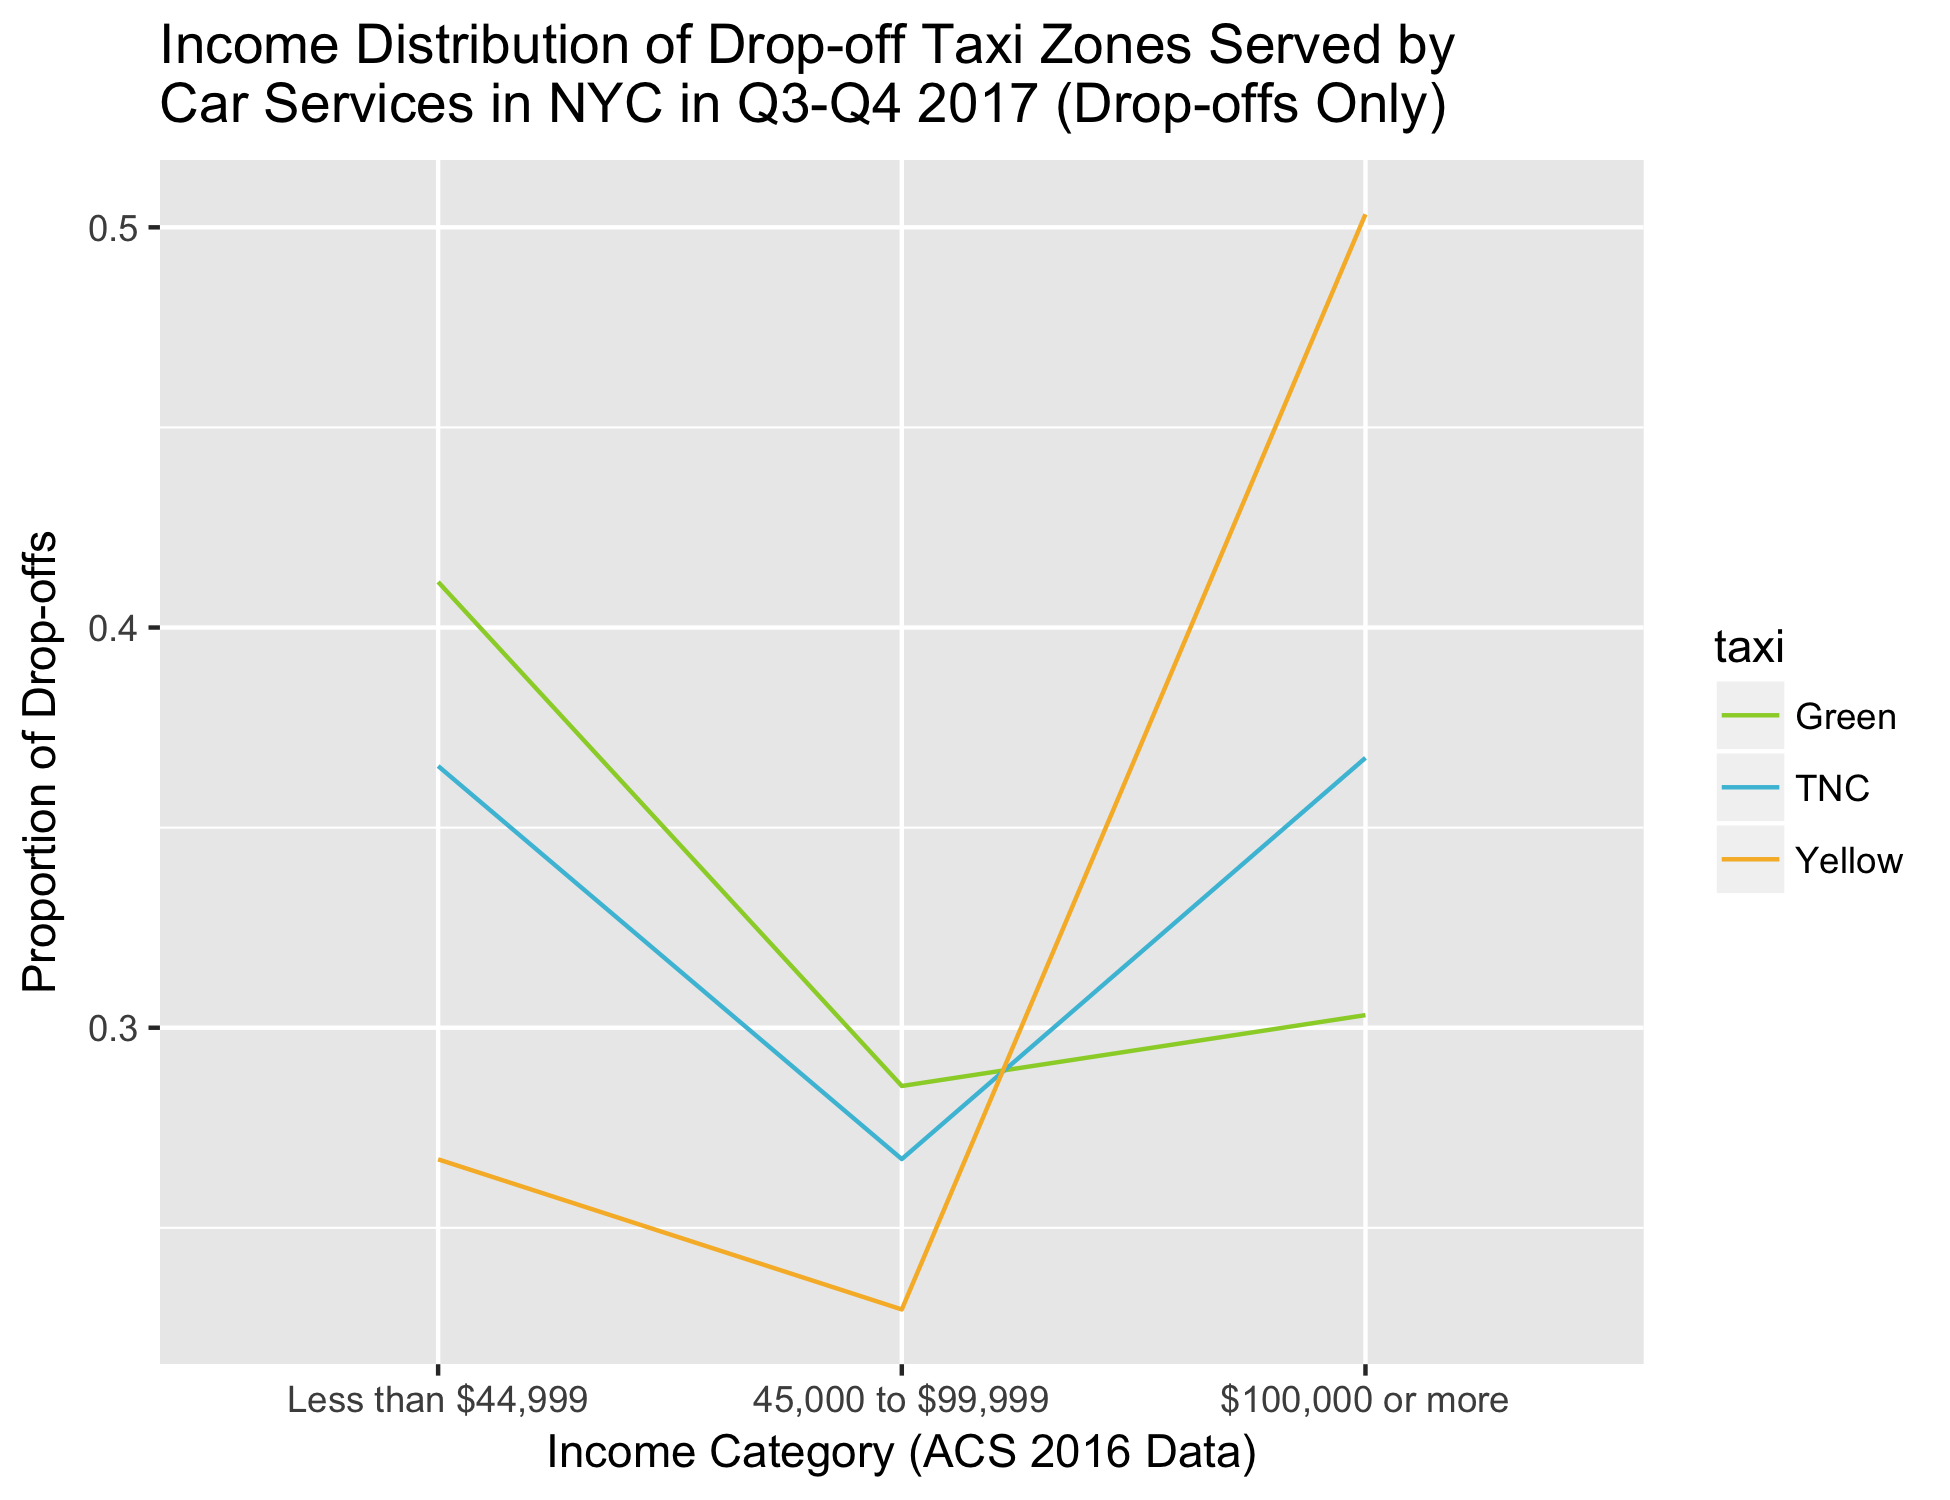 Income Distribution of Drop-off Taxi Zones Served by
Car Services in NYC in Q3-Q4 2017 (Drop-offs Only)
Proportion of Drop-offs
0.5
0.4
0.3
Less than $44,999
45,000 to $99,999
$100,000 or more
Income Category (ACS 2016 Data)
taxi
Green
TNC
Yellow